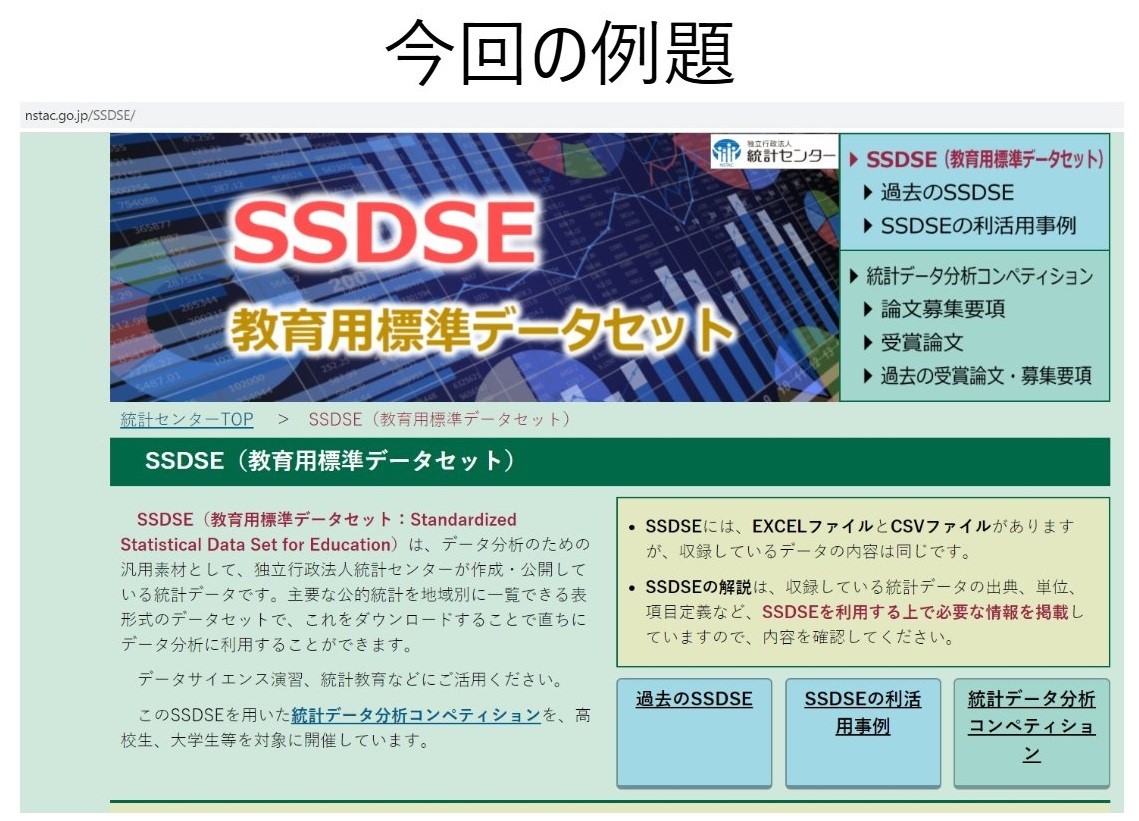 今回の例題
nstac.go.jp/SSDSE/
独立行政法人
統計センター
SSDSE
教育用標準データセット
SSDSE（教育用標準データセット）
過去のSSDSE
SSDSEの利活用事例
統計データ分析コンペティション
論文募集要項
受賞論文
過去の受賞論文・募集要項
統計センターTOP > SSDSE（教育用標準データセット）
SSDSE（教育用標準データセット）
SSDSE（教育用標準データセット：Standardized
Statistical Data Set for Education）は、データ分析のための
汎用素材として、独立行政法人統計センターが作成・公開して
いる統計データです。主要な公的統計を地域別に一覧できる表
形式のデータセットで、これをダウンロードすることで直ちに
データ分析に利用することができます。
データサイエンス演習、統計教育などにご活用ください。
このSSDSEを用いた統計データ分析コンペティションを、高
校生、大学生等を対象に開催しています。
• SSDSEには、EXCELファイルとCSVファイルがあります
が、収録しているデータの内容は同じです。
• SSDSEの解説は、収録している統計データの出典、単位、
項目定義など、SSDSEを利用する上で必要な情報を掲載し
ていますので、内容を確認してください。
過去のSSDSE
SSDSEの利活
用事例
統計データ分析
コンペティショ
ン